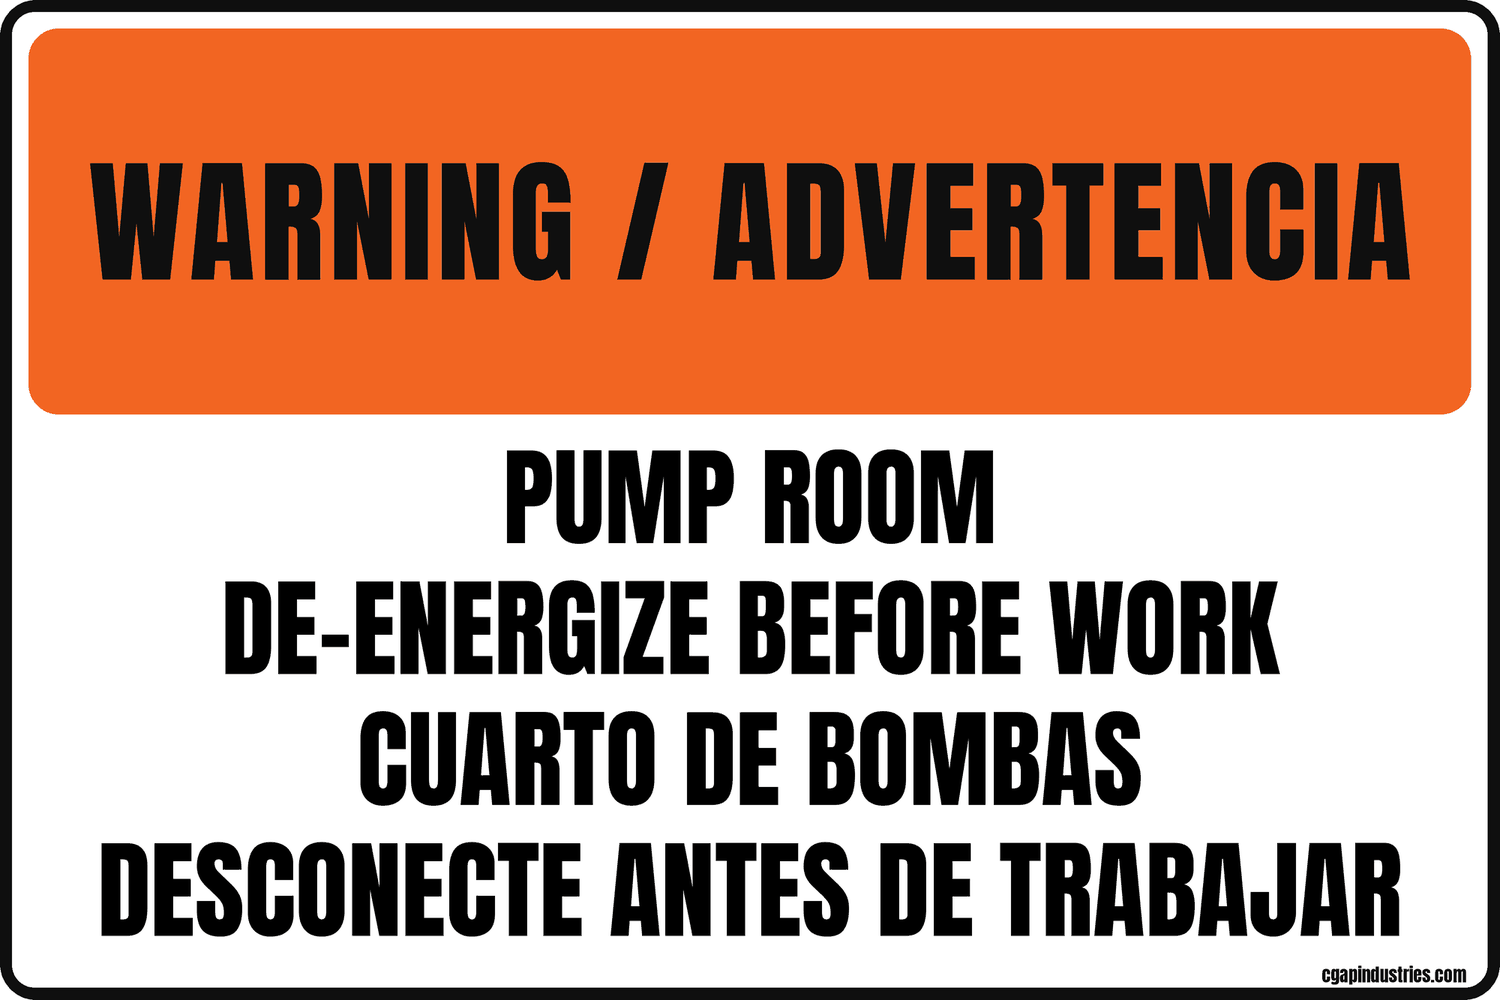 WARNING / ADVERTENCIA
PUMP ROOM
DE-ENERGIZE BEFORE WORK
CUARTO DE BOMBAS
DESCONECTE ANTES DE TRABAJAR
cgapindustries.com